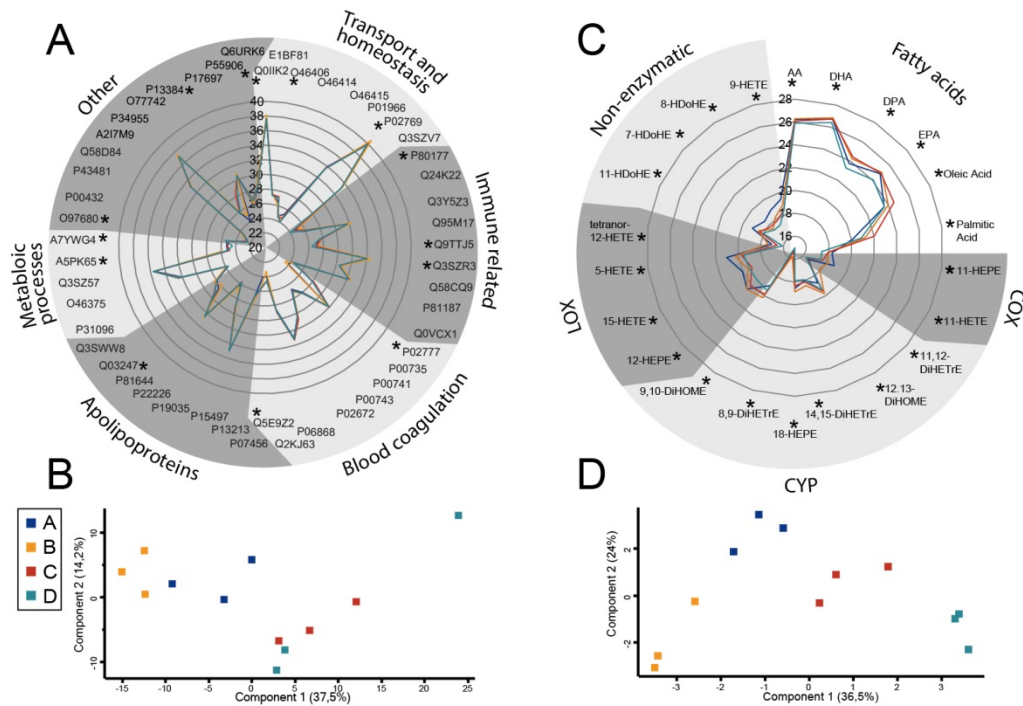 A
Transport and
homeostasis
Immune related
Blood coagulation
Apolipoproteins
Metabloic
processes
Other
E1BF81
Q0IIK2 *
* O46406
O46414
O46415
P01966
* P02769
Q3SZV7
* P80177
Q24K22
Q3Y5Z3
Q95M17
* Q9TTJ5
* Q3SZR3
Q58CQ9
P81187
Q0VCX1
* P02777
P00735
P00741
P00743
P02672
P06868
Q2KJ63
* Q5E9Z2
P07456
P13213
P15497
P19035
P22226
P81644
Q03247 *
Q3SWW8
P31096
O46375
Q3SZ57
A5PK65 *
A7YWG4 *
O97680 *
P00432
P43481
Q58D84
A2I7M9
P34955
O77742
P13384 *
P17697
P55906 *
Q6URK6
40
38
36
34
32
30
28
26
24
22
20
C
Non-enzymatic
Fatty acids
COX
CYP
LOX
AA
*
DHA
*
DPA
*
EPA
*
* Oleic Acid
* Palmitic
Acid
* 11-HEPE
* 11-HETE
* 11,12-
DiHETrE
* 12.13-
DiHOME
* 14,15-DiHETrE
*
18-HEPE
*
8,9-DiHETrE
*
9,10-DiHOME
12-HEPE *
15-HETE *
5-HETE *
tetranor-
12-HETE *
11-HDoHE *
7-HDoHE *
8-HDoHE *
9-HETE *
28
26
24
22
20
18
16
B
A
B
C
D
Component 2 (14,2%)
10
0
-10
-15
-10
-5
0
5
10
15
20
25
Component 1 (37,5%)
D
Component 2 (24%)
2
0
-2
-3
-2
-1
0
1
2
3
Component 1 (36,5%)